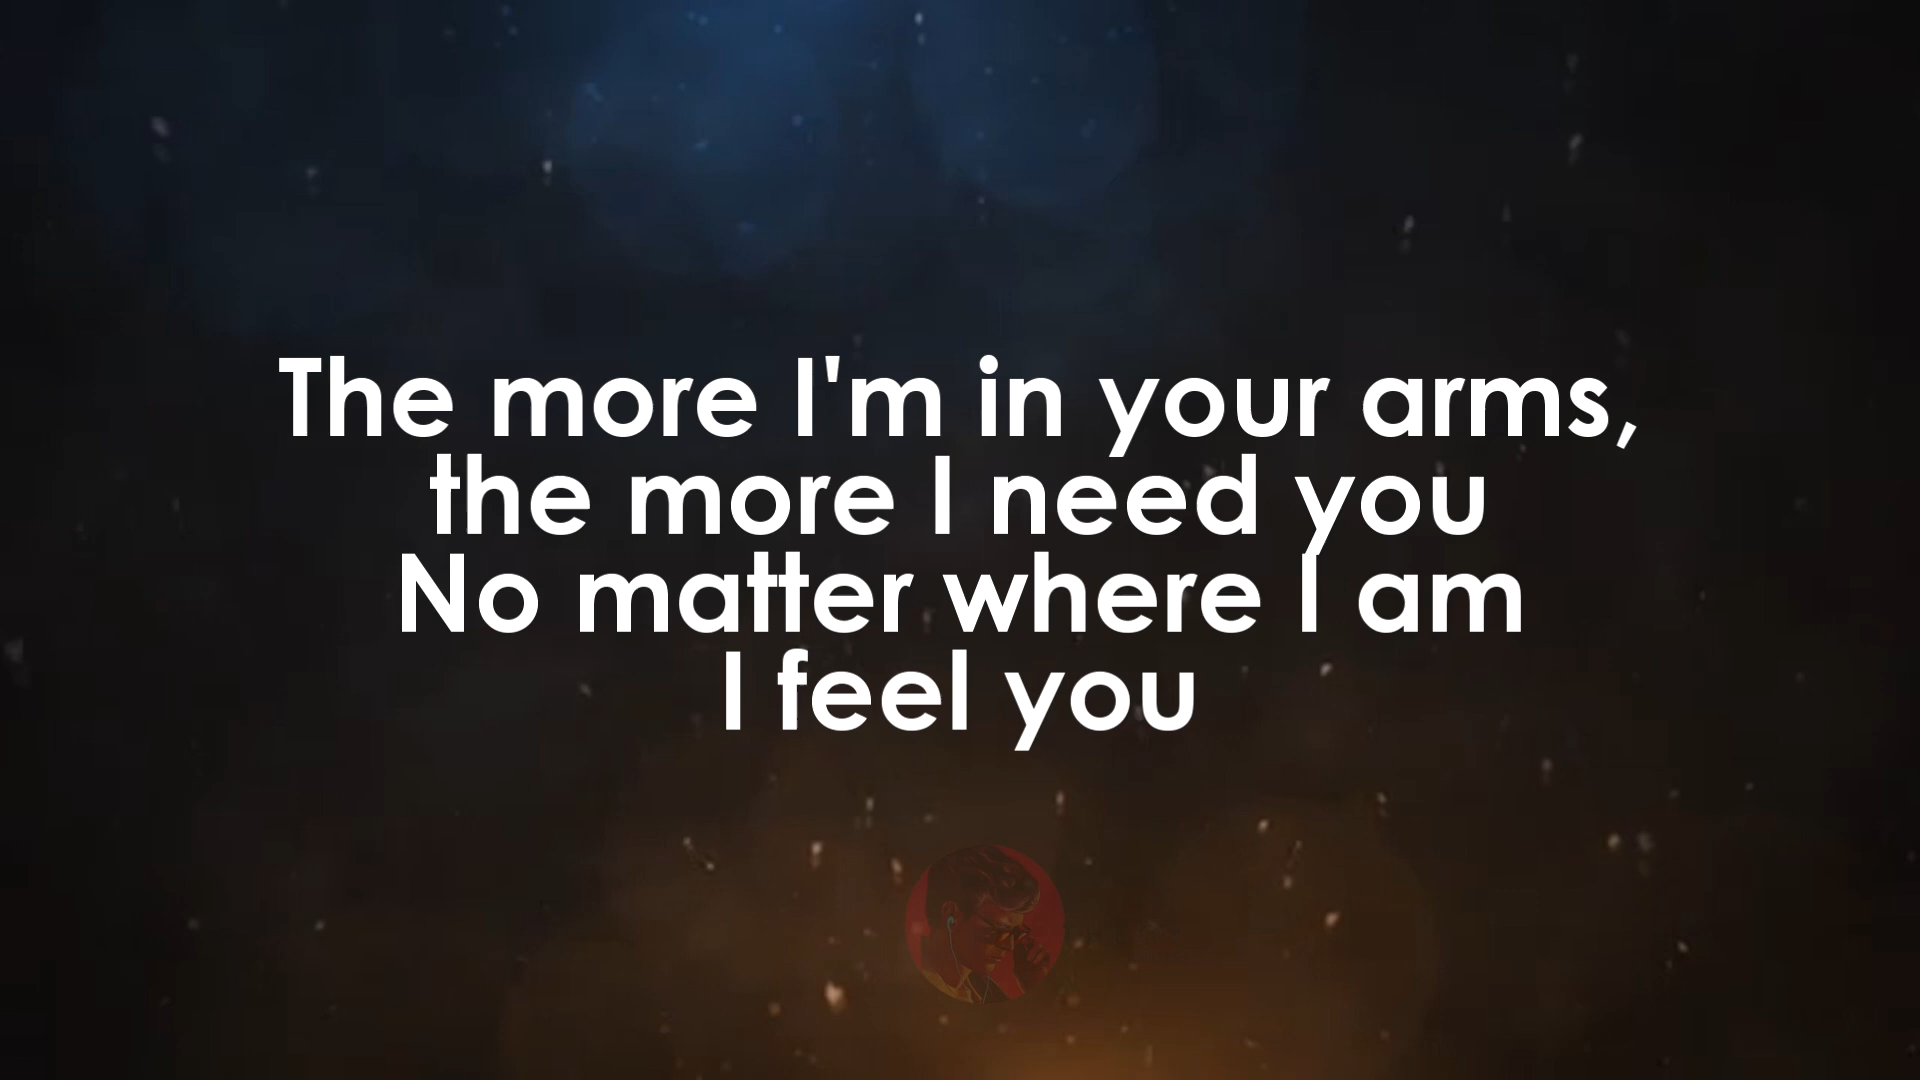 The more I'm in your arms,
the more I need you
No matter where I am
I feel you